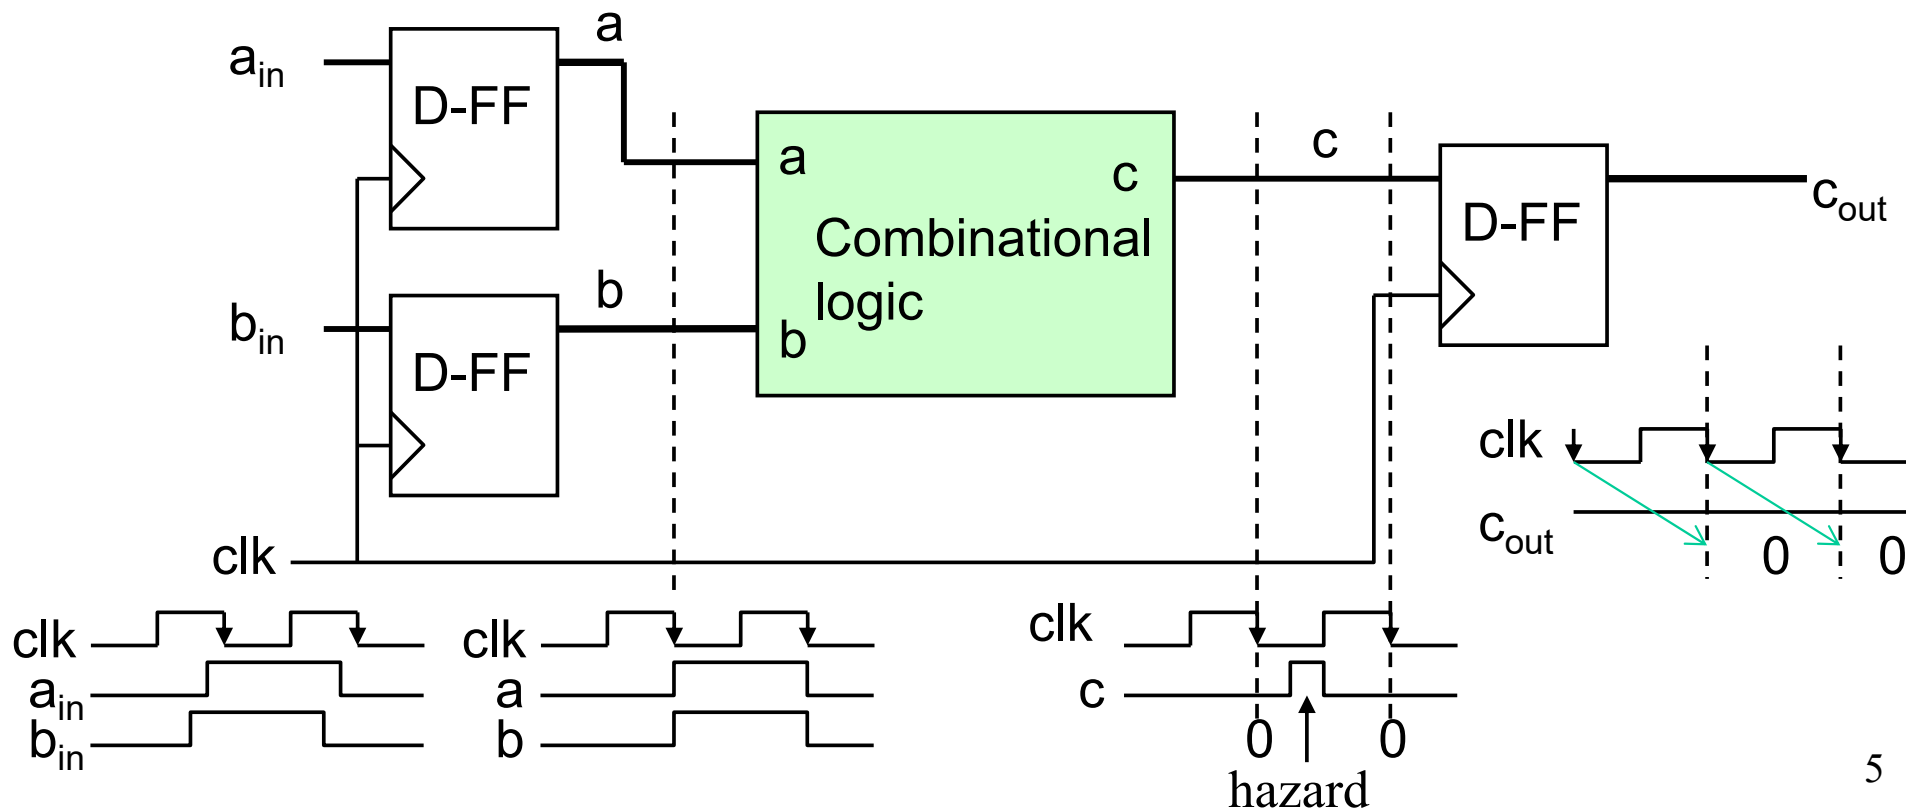 a
a_in
D-FF
a
c
c
D-FF
c_out
Combinational
logic
b
b_in
D-FF
b
clk
clk
c_out
0
0
clk
a_in
b_in
clk
a
b
clk
c
0
0
hazard
5